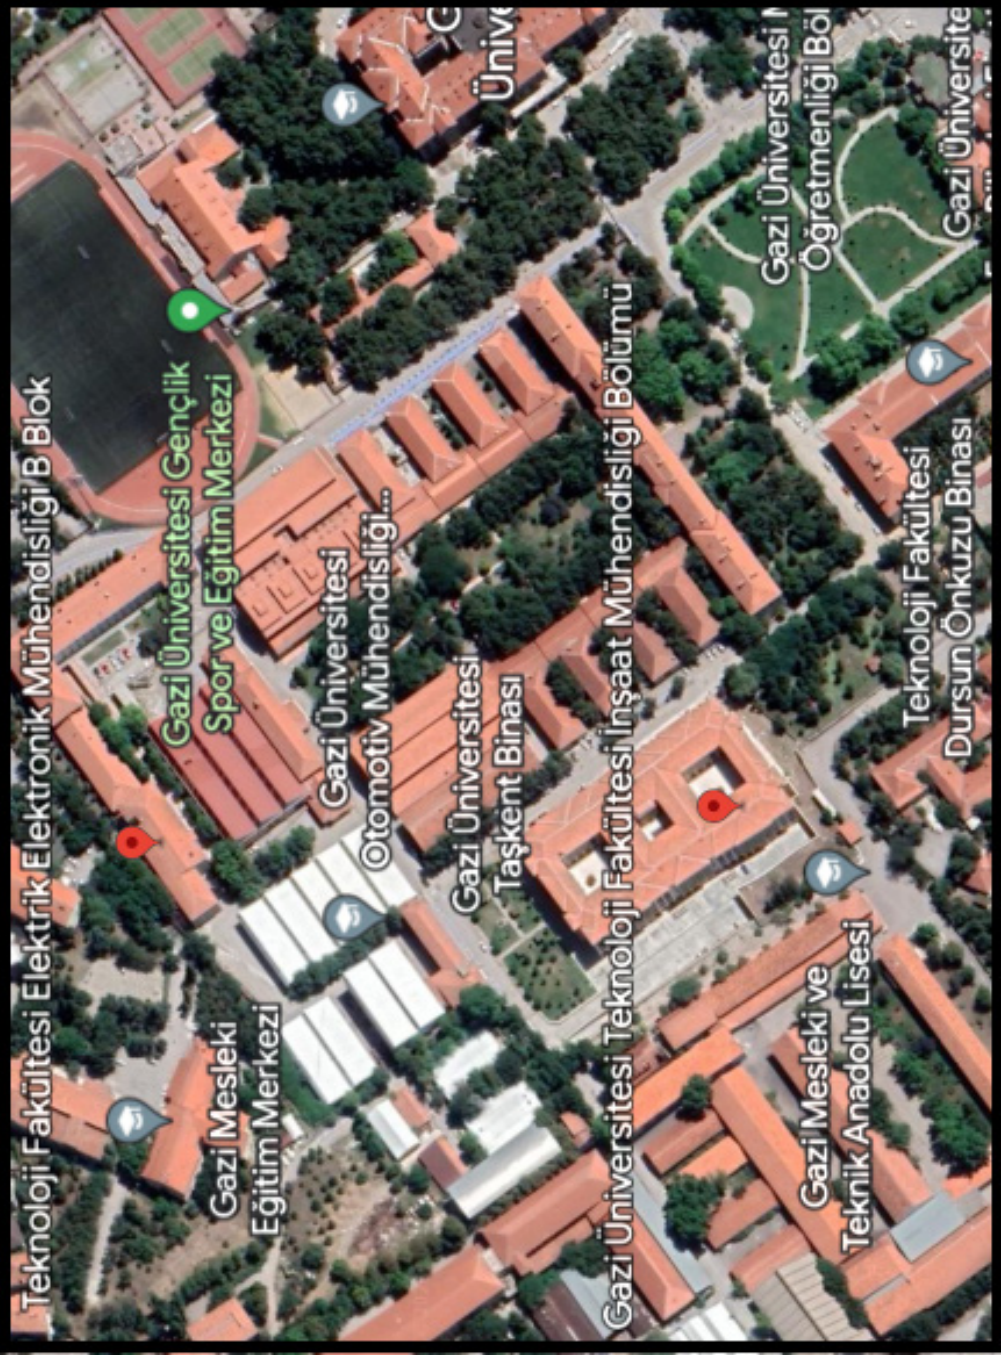 Teknoloji Fakültesi Elektrik Elektronik Mühendisliği B Blok
Gazi Üniversitesi Gençlik
Spor ve Eğitim Merkezi
Gazi Mesleki
Eğitim Merkezi
Gazi Üniversitesi
Otomotiv Mühendisliği...
Gazi Üniversitesi
Taşkent Binası
G
Ünive
Gazi Üniversitesi Teknoloji Fakültesi İnşaat Mühendisliği Bölümü
Gazi Üniversitesi M
Öğretmenliği Böl
Gazi Mesleki ve
Teknik Anadolu Lisesi
Teknoloji Fakültesi
Dursun Önkuzu Binası
Gazi Üniversite